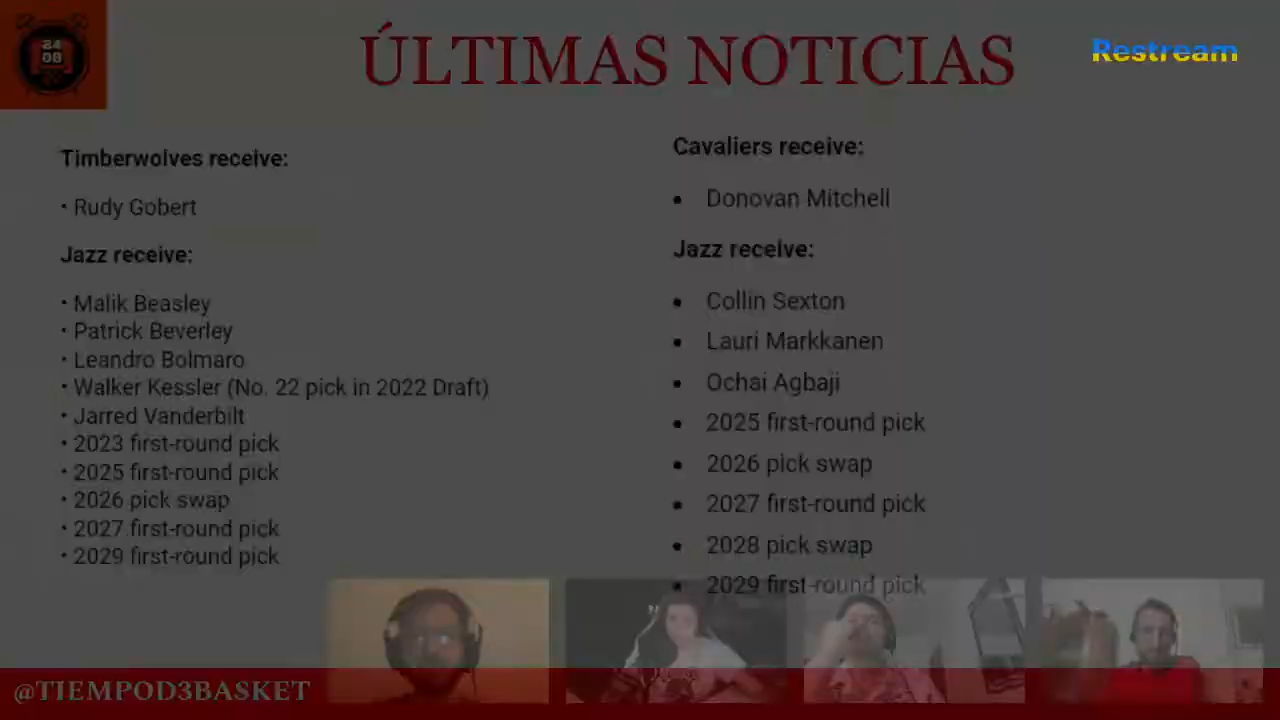 84
08
ÚLTIMAS NOTICIAS
Restream
Timberwolves receive:
• Rudy Gobert
Jazz receive:
• Malik Beasley
• Patrick Beverley
• Leandro Bolmaro
• Walker Kessler (No. 22 pick in 2022 Draft)
• Jarred Vanderbilt
• 2023 first-round pick
• 2025 first-round pick
• 2026 pick swap
• 2027 first-round pick
• 2029 first-round pick
Cavaliers receive:
• Donovan Mitchell
Jazz receive:
• Collin Sexton
• Lauri Markkanen
• Ochai Agbaji
• 2025 first-round pick
• 2026 pick swap
• 2027 first-round pick
• 2028 pick swap
• 2029 first-round pick
@TIEMPOD3BASKET